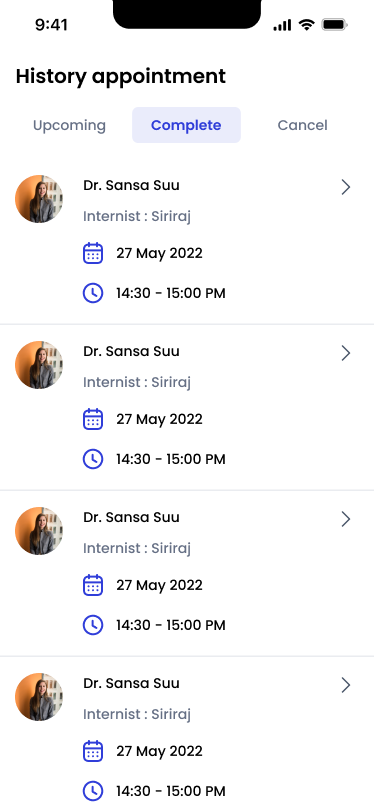 9:41
History appointment
Upcoming Complete Cancel
Dr. Sansa Suu
Internist : Siriraj
27 May 2022
14:30 - 15:00 PM
Dr. Sansa Suu
Internist : Siriraj
27 May 2022
14:30 - 15:00 PM
Dr. Sansa Suu
Internist : Siriraj
27 May 2022
14:30 - 15:00 PM
Dr. Sansa Suu
Internist : Siriraj
27 May 2022
14:30 - 15:00 PM